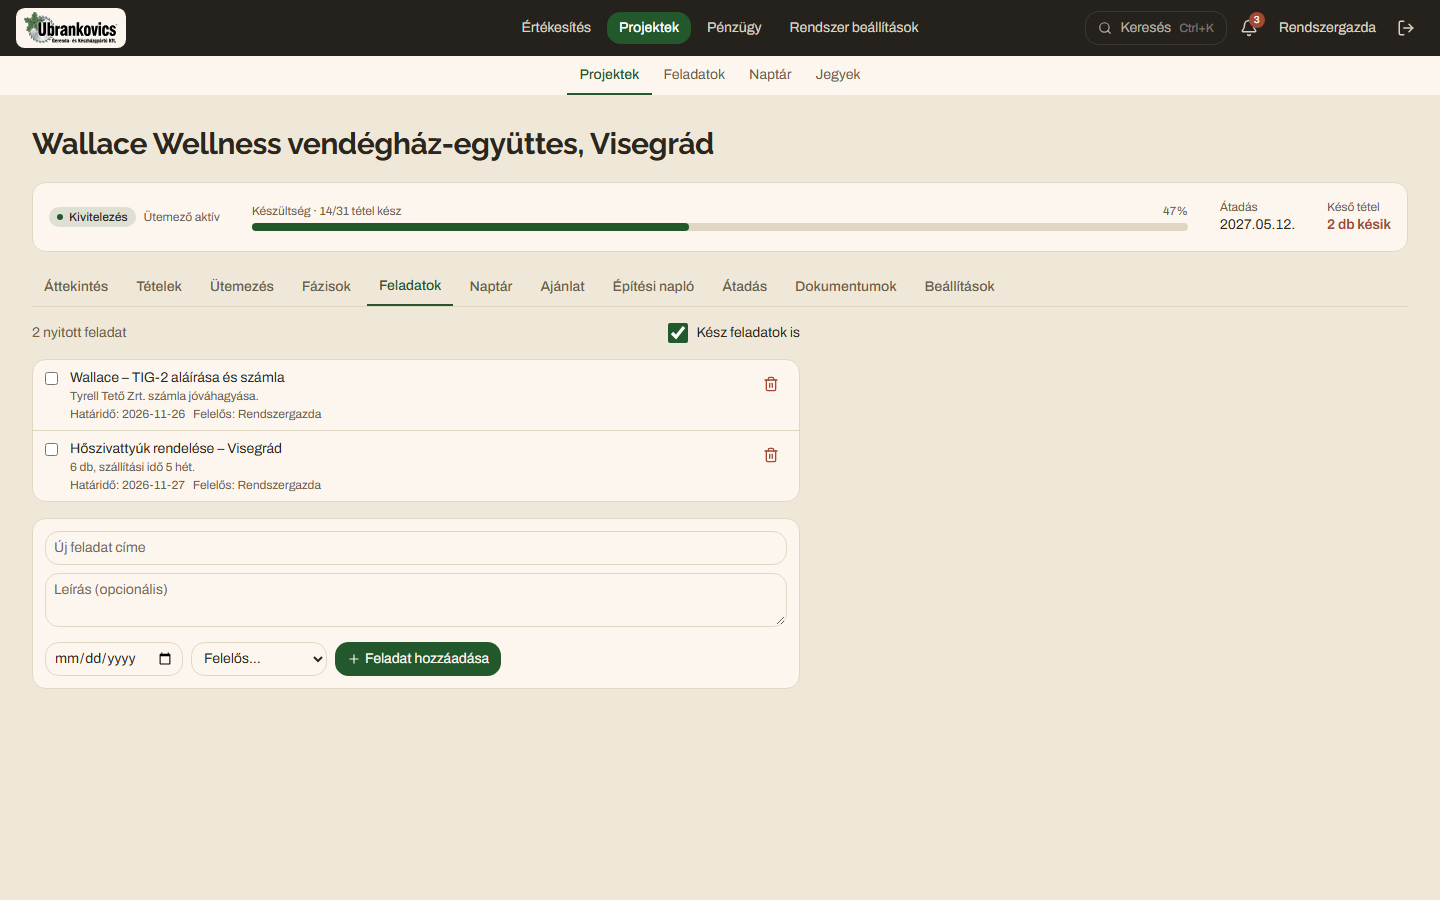 Ubrankovics
Gerenda- és Készházgyártó Kft.
Értékesítés
Projektek
Pénzügy
Rendszer beállítások
Keresés Ctrl+K
3
Rendszergazda
Projektek
Feladatok
Naptár
Jegyek
Wallace Wellness vendégház-együttes, Visegrád
Kivitelezés
Ütemező aktív
Készültség · 14/31 tétel kész
47%
Átadás
2027.05.12.
Késő tétel
2 db késik
Áttekintés
Tételek
Ütemezés
Fázisok
Feladatok
Naptár
Ajánlat
Építési napló
Átadás
Dokumentumok
Beállítások
2 nyitott feladat
Kész feladatok is
Wallace – TIG-2 aláírása és számla
Tyrell Tető Zrt. számla jóváhagyása.
Határidő: 2026-11-26 Felelős: Rendszergazda
Hőszivattyúk rendelése – Visegrád
6 db, szállítási idő 5 hét.
Határidő: 2026-11-27 Felelős: Rendszergazda
Új feladat címe
Leírás (opcionális)
mm/dd/yyyy
Felelős...
+ Feladat hozzáadása